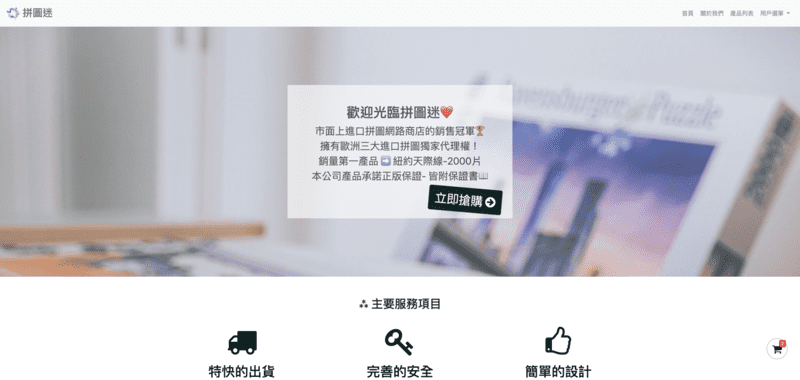 拼圖迷
首頁 關於我們 產品列表 用戶選單
歡迎光臨拼圖迷
市面上進口拼圖網路商店的銷售冠軍🏆
擁有歐洲三大進口拼圖獨家代理權！
銷量第一產品➡️紐約天際線-2000片
本公司產品承諾正版保證- 皆附保證書📖
立即搶購
Ravensburger Puzzle
主要服務項目
特快的出貨 完善的安全 簡單的設計